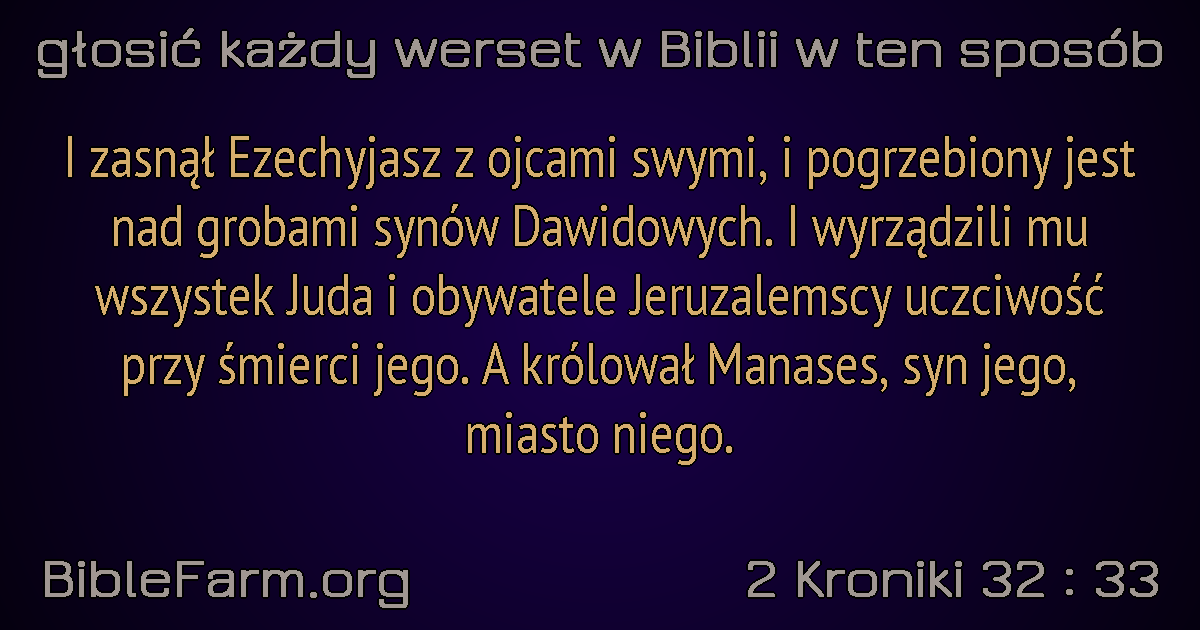 głosić każdy werset w Biblii w ten sposób
I zasnął Ezechyjasz z ojcami swymi, i pogrzebiony jest
nad grobami synów Dawidowych. I wyrządzili mu
wszystek Juda i obywatele Jeruzalemscy uczciwość
przy śmierci jego. A królował Manases, syn jego,
miasto niego.
BibleFarm.org
2 Kroniki 32 : 33